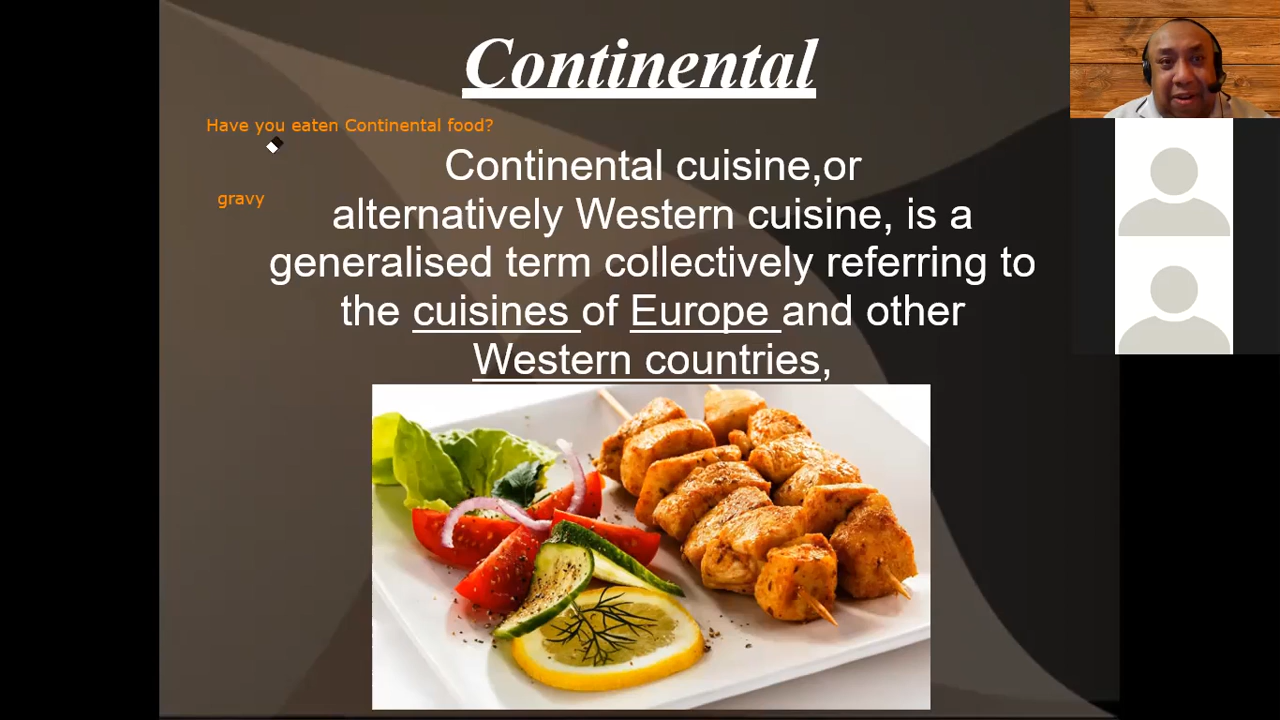 Continental
Have you eaten Continental food?
Continental cuisine,or
gravy
alternatively Western cuisine, is a
generalised term collectively referring to
the cuisines of Europe and other
Western countries,